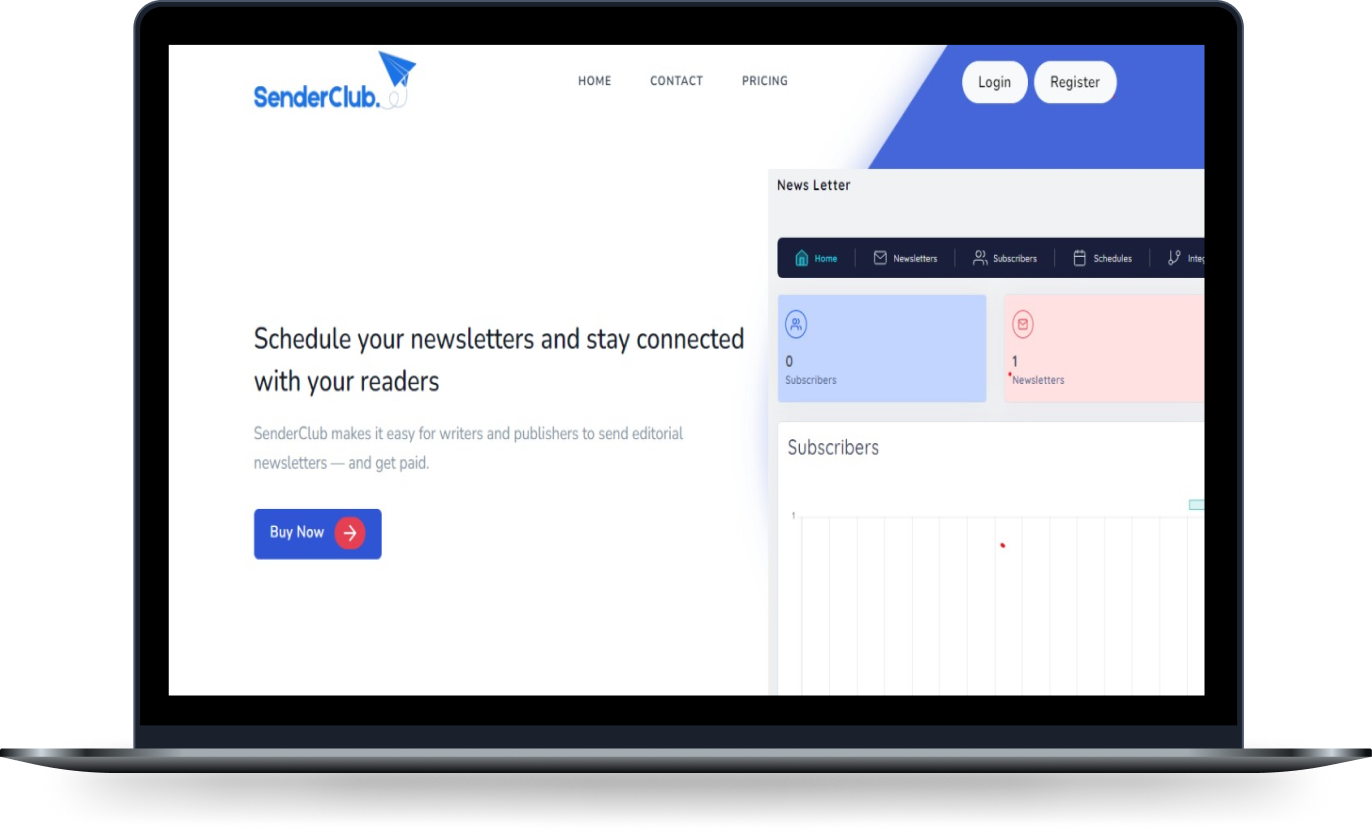 SenderClub.
HOME CONTACT PRICING
Login Register
News Letter
Home Newsletters Subscribers Schedules
0
Subscribers
1
Newsletters
Schedule your newsletters and stay connected
with your readers
SenderClub makes it easy for writers and publishers to send editorial
newsletters — and get paid.
Buy Now
Subscribers
1